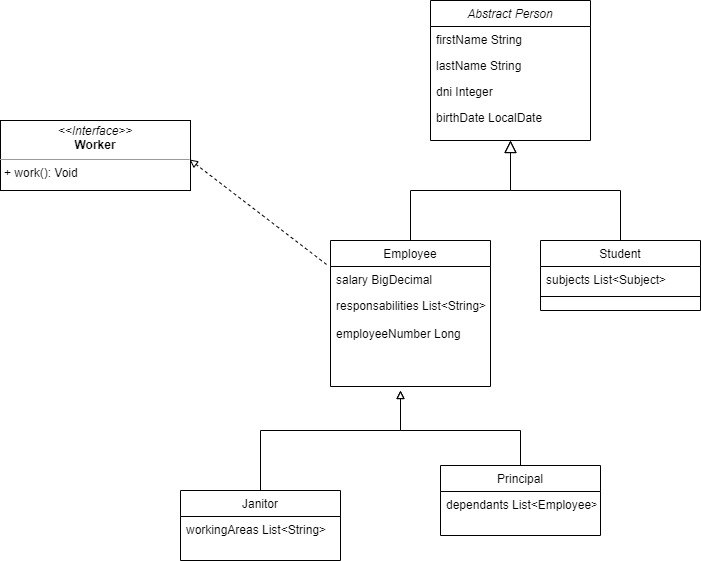 Abstract Person
firstName String
lastName String
dni Integer
birthDate LocalDate
<<Interface>>
Worker
+ work(): Void
Employee
salary BigDecimal
responsabilities List<String>
employeeNumber Long
Student
subjects List<Subject>
Janitor
workingAreas List<String>
Principal
dependants List<Employee>